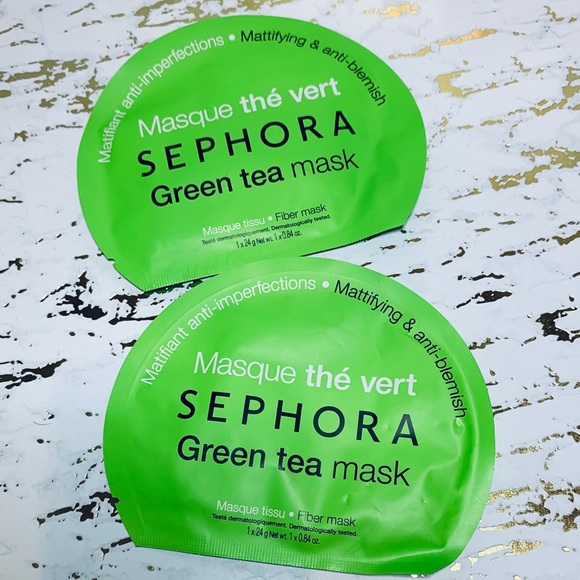 Matifiant anti-imperfections • Mattifying & anti-blemish
Masque thé vert
SEPHORA
Green tea mask
Masque tissu • Fiber mask
Testé dermatologiquement. Dermatologically tested.
1 x 24 g Net wt. 1 x 0.84 oz.
Matifiant anti-imperfections • Mattifying & anti-blemish
Masque thé vert
SEPHORA
Green tea mask
Masque tissu • Fiber mask
Testé dermatologiquement. Dermatologically tested.
1 x 24 g Net wt. 1 x 0.84 oz.